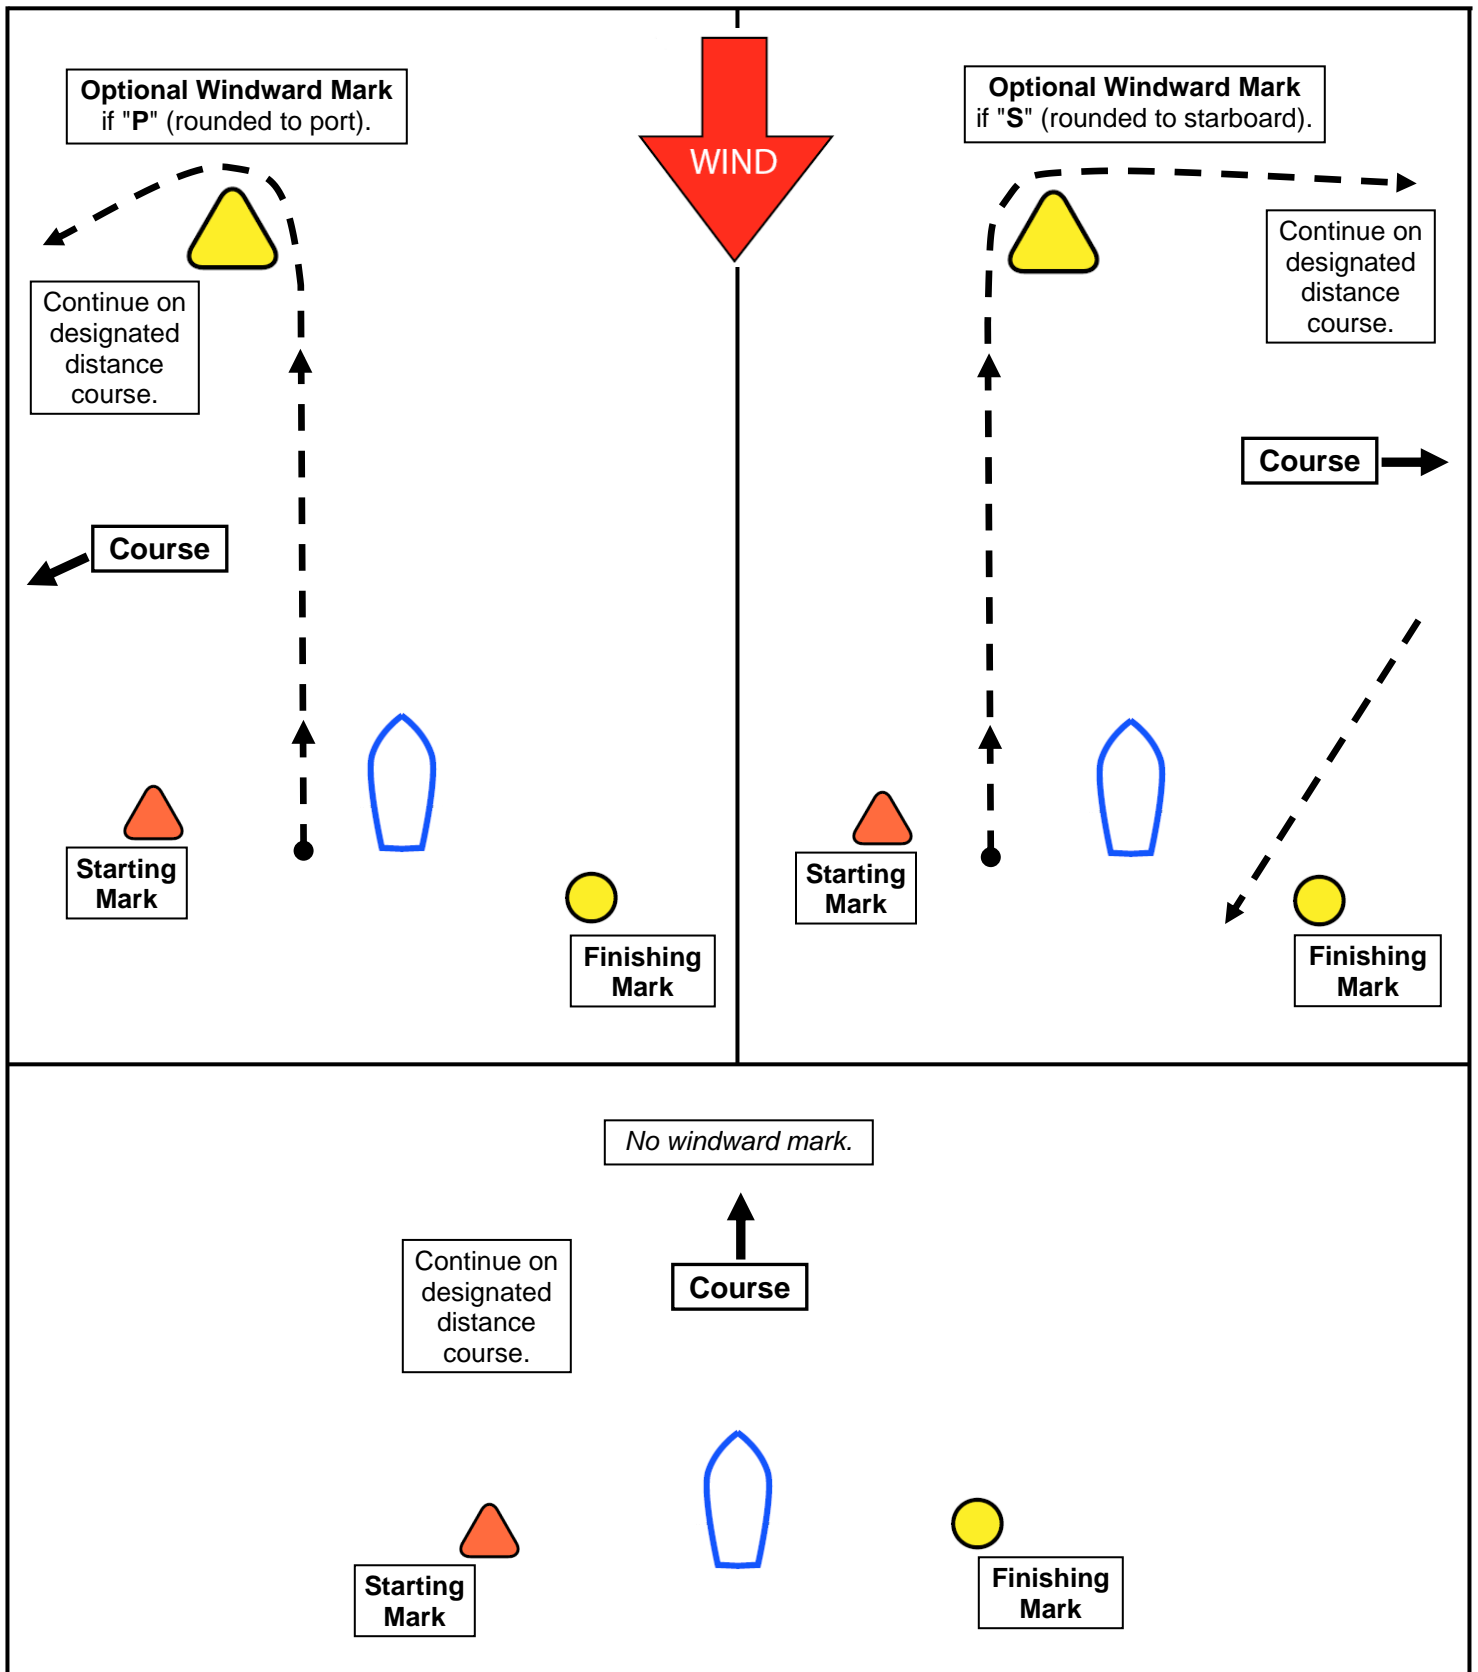 Optional Windward Mark
if "P" (rounded to port).
WIND
Optional Windward Mark
if "S" (rounded to starboard).
Continue on
designated
distance
course.
Continue on
designated
distance
course.
Course
Course
Starting
Mark
Finishing
Mark
Starting
Mark
Finishing
Mark
No windward mark.
Continue on
designated
distance
course.
Course
Starting
Mark
Finishing
Mark